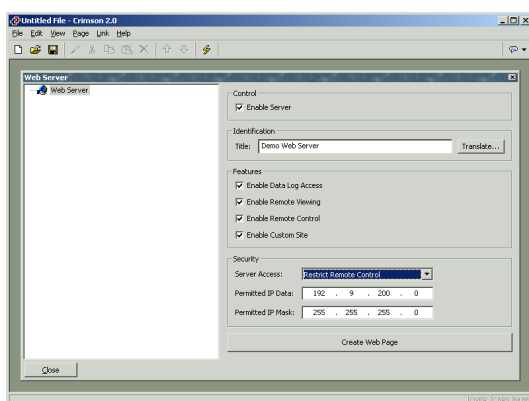 Untitled File - Crimson 2.0
File Edit View Page Link Help
Web Server
Web Server
Control
Enable Server
Identification
Title: Demo Web Server Translate...
Features
Enable Data Log Access
Enable Remote Viewing
Enable Remote Control
Enable Custom Site
Security
Server Access: Restrict Remote Control
Permitted IP Data: 192 . 9 . 200 . 0
Permitted IP Mask: 255 . 255 . 255 . 0
Create Web Page
Close
OVER CAPS NUM